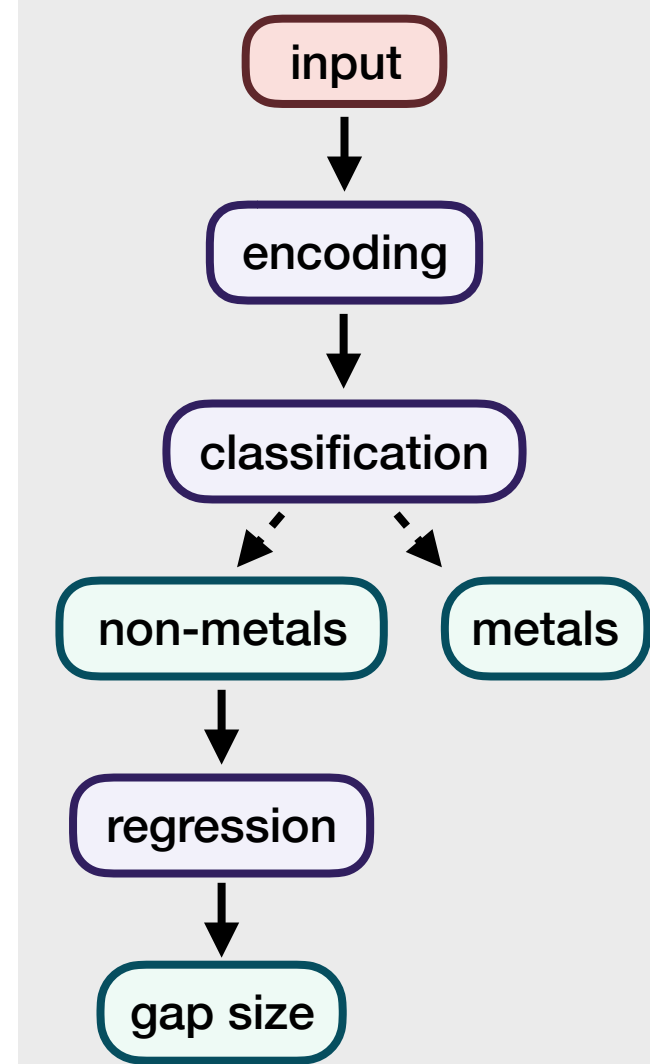 input
encoding
classification
non-metals
metals
regression
gap size